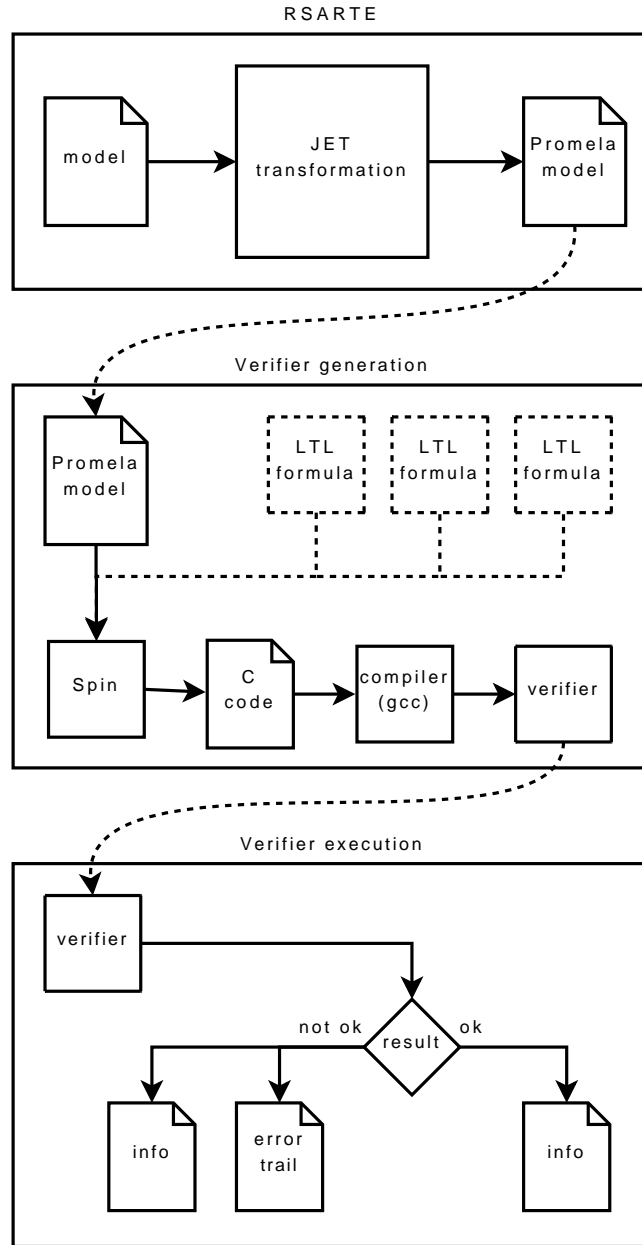 RSARTE
model
JET
transformation
Promela
model
Verifier generation
Promela
model
LTL
formula
LTL
formula
LTL
formula
Spin
C
code
compiler
(gcc)
verifier
Verifier execution
verifier
not ok
result
ok
info
error
trail
info